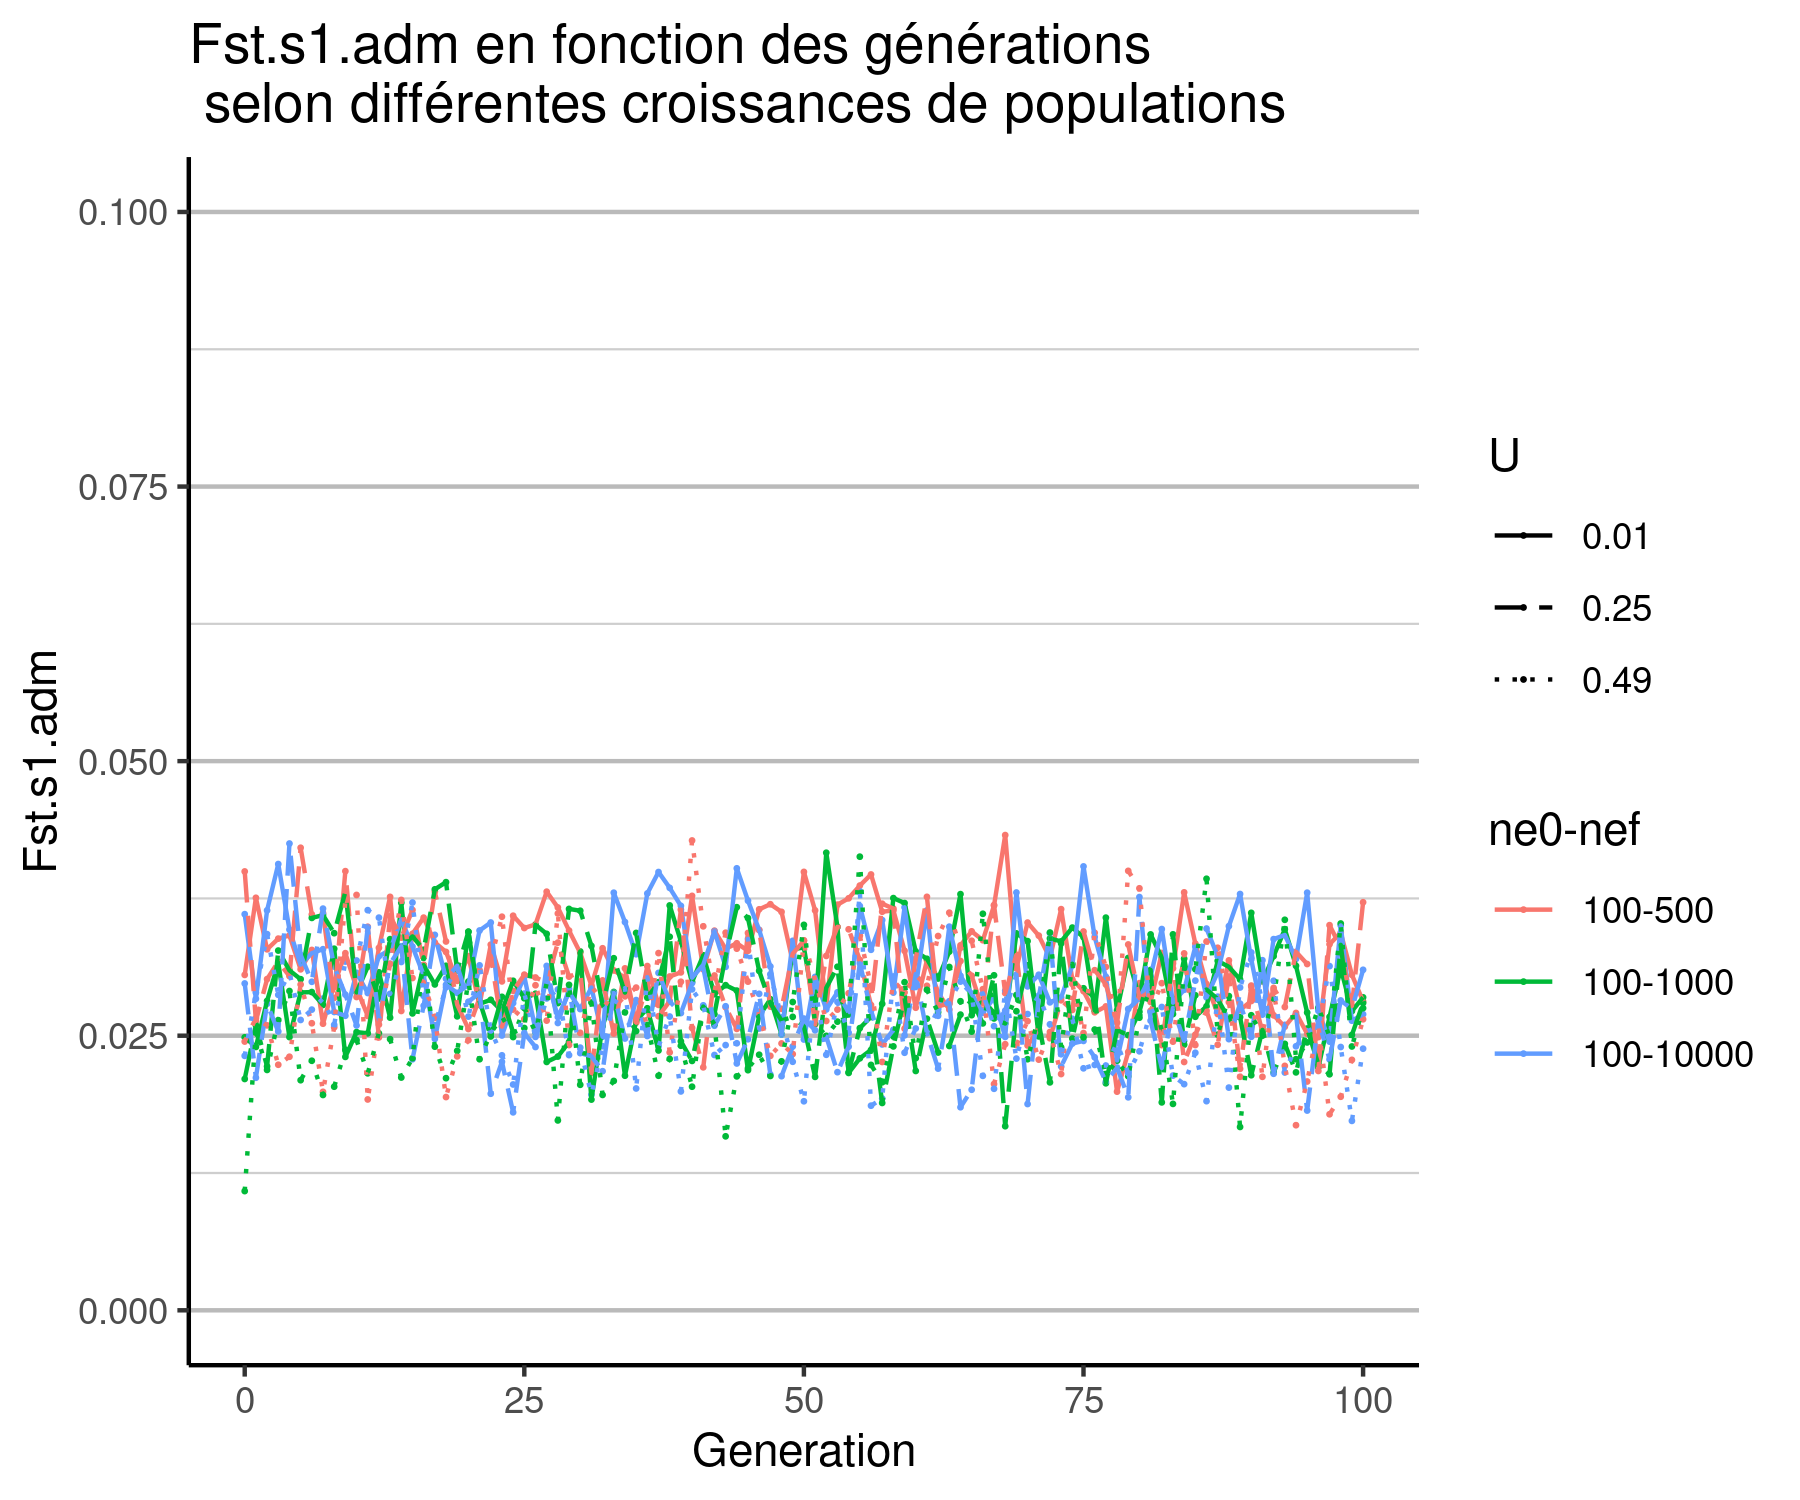 Fst.s1.adm en fonction des générations
selon différentes croissances de populations
0.100
0.075
0.050
0.025
0.000
Fst.s1.adm
0
25
50
75
100
Generation
U
0.01
0.25
0.49
ne0-nef
100-500
100-1000
100-10000